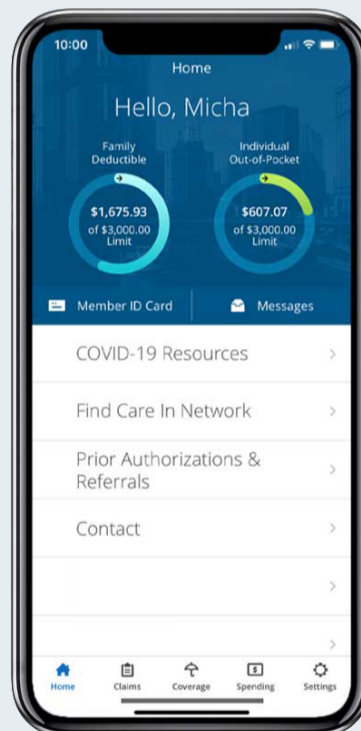 10:00
Home
Hello, Micha
Family
Deductible
$1,675.93
of $3,000.00
Limit
Individual
Out-of-Pocket
$607.07
of $3,000.00
Limit
Member ID Card
Messages
COVID-19 Resources
Find Care In Network
Prior Authorizations &
Referrals
Contact
Home
Claims
Coverage
Spending
Settings